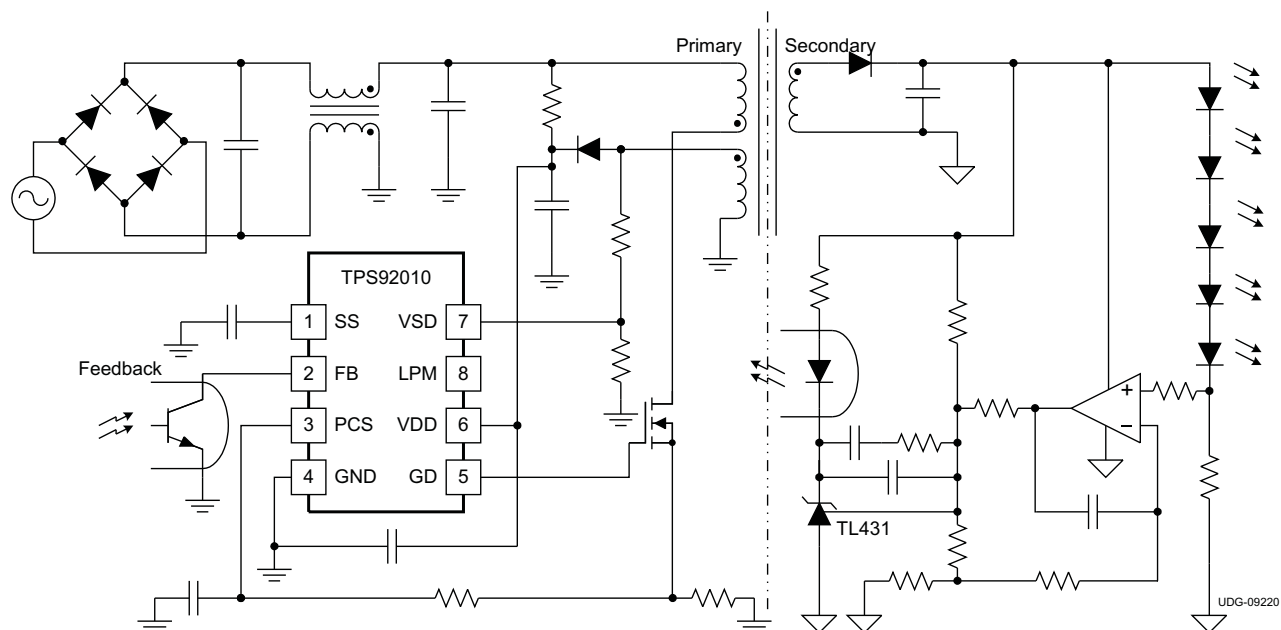 Primary
Secondary
TPS92010
1 SS VSD 7
Feedback
2 FB LPM 8
3 PCS VDD 6
4 GND GD 5
+
−
TL431
UDG-09220